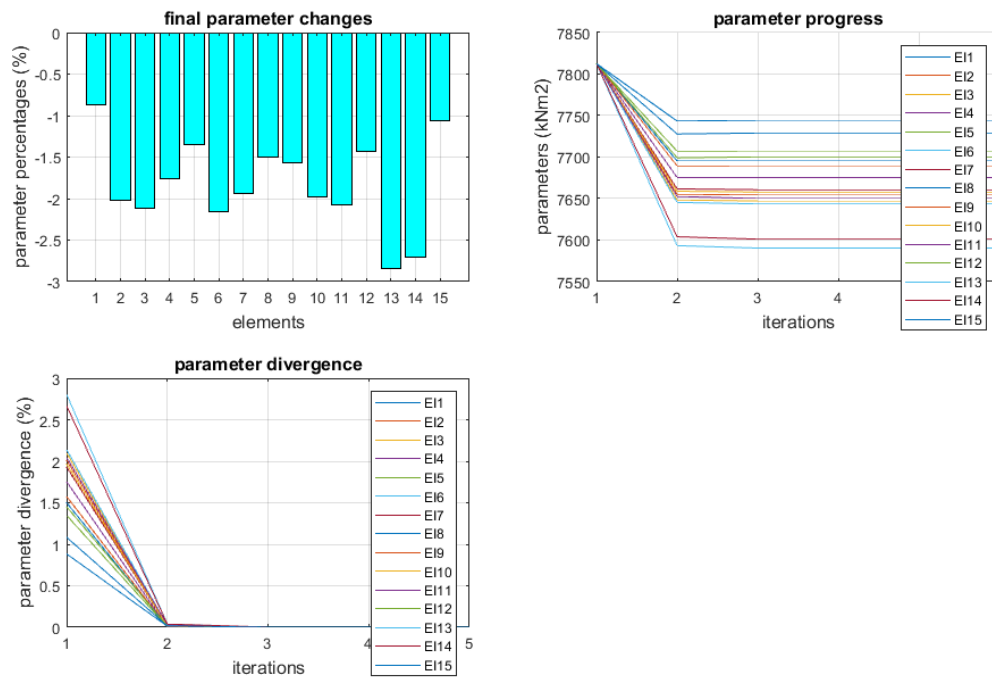 final parameter changes
parameter percentages (%)
0
-0.5
-1
-1.5
-2
-2.5
-3
1 2 3 4 5 6 7 8 9 10 11 12 13 14 15
elements
parameter progress
parameters (kNm2)
7850
7800
7750
7700
7650
7600
7550
1 2 3 4
iterations
EI1
EI2
EI3
EI4
EI5
EI6
EI7
EI8
EI9
EI10
EI11
EI12
EI13
EI14
EI15
parameter divergence
parameter divergence (%)
3
2.5
2
1.5
1
0.5
0
1 2 3 4 5
iterations
EI1
EI2
EI3
EI4
EI5
EI6
EI7
EI8
EI9
EI10
EI11
EI12
EI13
EI14
EI15